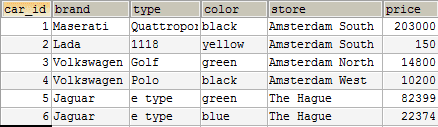 car_id brand type color store price
1 Maserati Quattropor black Amsterdam South 203000
2 Lada 1118 yellow Amsterdam South 150
3 Volkswagen Golf green Amsterdam North 14800
4 Volkswagen Polo black Amsterdam West 10200
5 Jaguar e type green The Hague 82399
6 Jaguar e type blue The Hague 22374